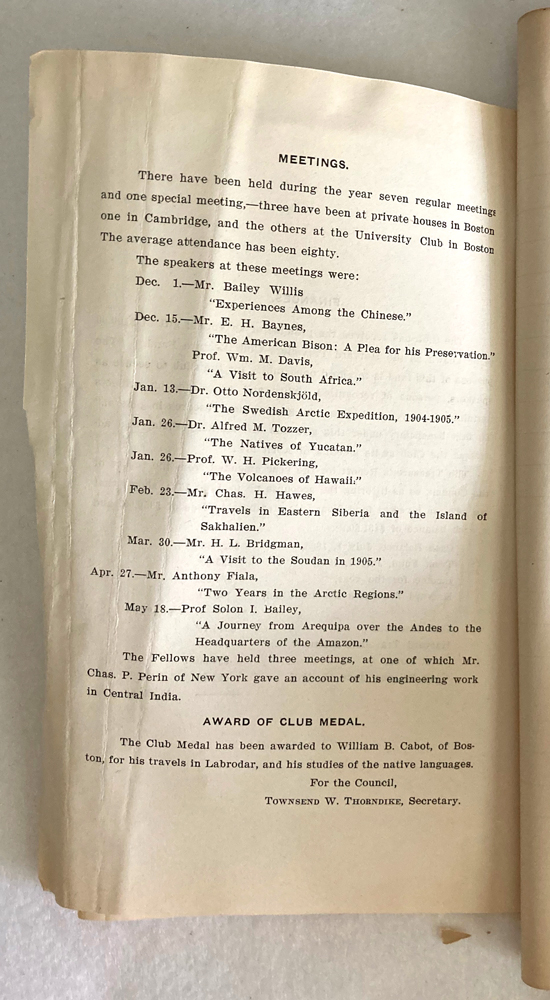 MEETINGS.
There have been held during the year seven regular meetings
and one special meeting,—three have been at private houses in Boston
one in Cambridge, and the others at the University Club in Boston
The average attendance has been eighty.
The speakers at these meetings were:
Dec. 1.—Mr. Bailey Willis
"Experiences Among the Chinese."
Dec. 15.—Mr. E. H. Baynes,
"The American Bison: A Plea for his Preservation."
Prof. Wm. M. Davis,
"A Visit to South Africa."
Jan. 13.—Dr. Otto Nordenskjöld,
"The Swedish Arctic Expedition, 1904-1905."
Jan. 26.—Dr. Alfred M. Tozzer,
"The Natives of Yucatan."
Jan. 26.—Prof. W. H. Pickering,
"The Volcanoes of Hawaii."
Feb. 23.—Mr. Chas. H. Hawes,
"Travels in Eastern Siberia and the Island of
Sakhalien."
Mar. 30.—Mr. H. L. Bridgman,
"A Visit to the Soudan in 1905."
Apr. 27.—Mr. Anthony Fiala,
"Two Years in the Arctic Regions."
May 18.—Prof Solon I. Bailey,
"A Journey from Arequipa over the Andes to the
Headquarters of the Amazon."
The Fellows have held three meetings, at one of which Mr.
Chas. P. Perin of New York gave an account of his engineering work
in Central India.
AWARD OF CLUB MEDAL.
The Club Medal has been awarded to William B. Cabot, of Bos-
ton, for his travels in Labrodar, and his studies of the native languages.
For the Council,
TOWNSEND W. THORNDIKE, Secretary.